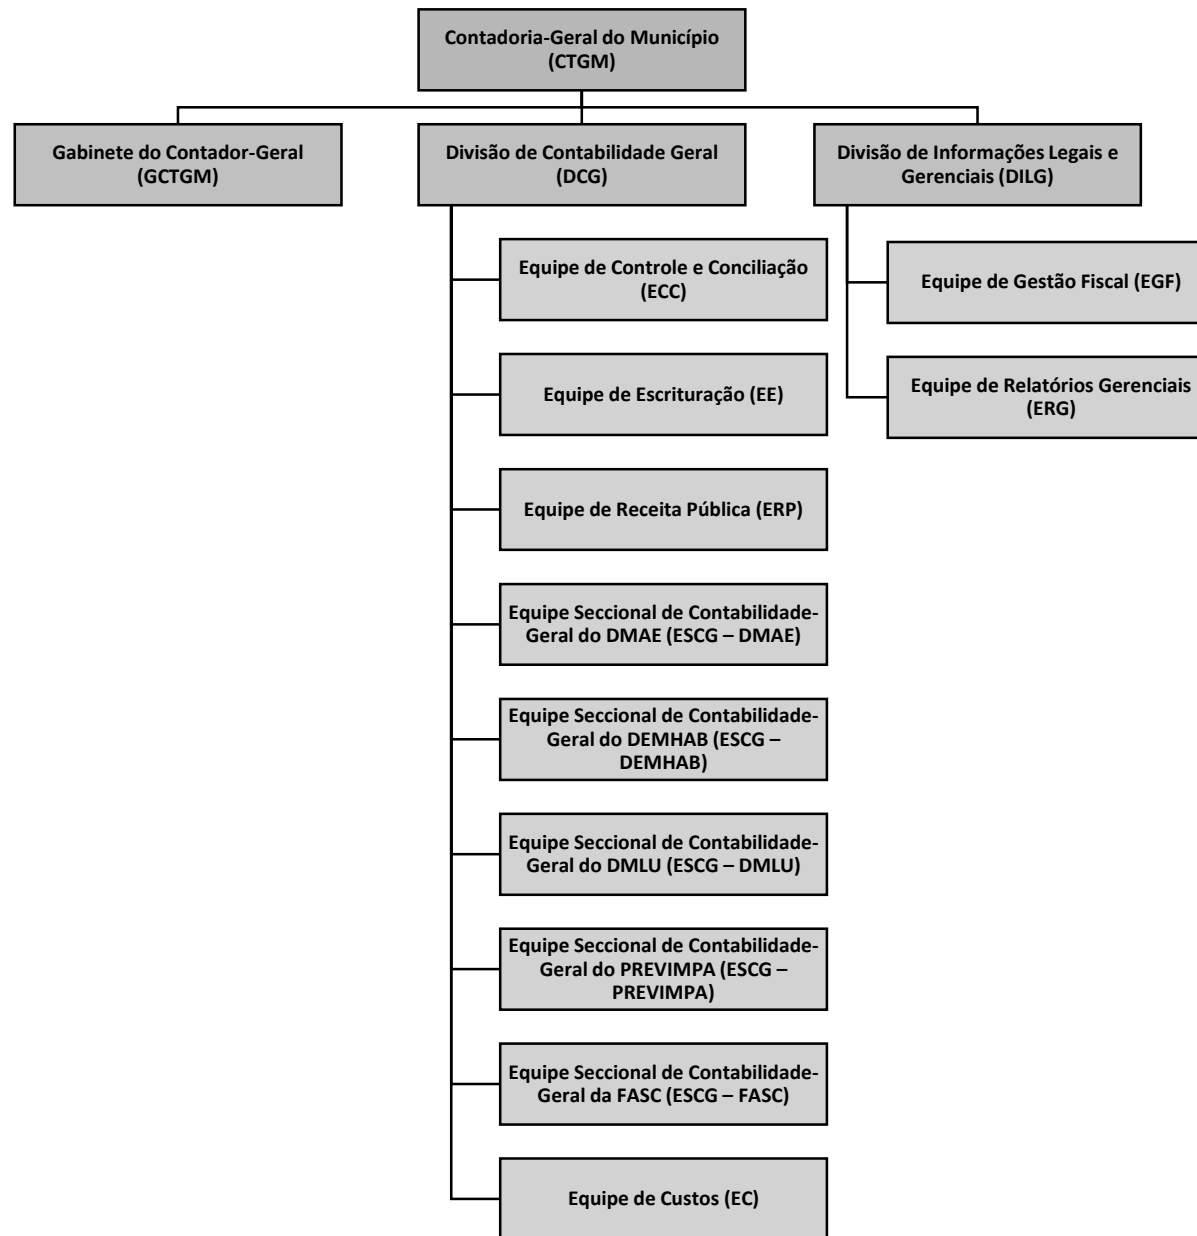 Contadoria-Geral do Município
(CTGM)
Gabinete do Contador-Geral
(GCTGM)
Divisão de Contabilidade Geral
(DCG)
Divisão de Informações Legais e
Gerenciais (DILG)
Equipe de Controle e Conciliação
(ECC)
Equipe de Escrituração (EE)
Equipe de Receita Pública (ERP)
Equipe Seccional de Contabilidade-
Geral do DMAE (ESCG – DMAE)
Equipe Seccional de Contabilidade-
Geral do DEMHAB (ESCG –
DEMHAB)
Equipe Seccional de Contabilidade-
Geral do DMLU (ESCG – DMLU)
Equipe Seccional de Contabilidade-
Geral do PREVIMPA (ESCG –
PREVIMPA)
Equipe Seccional de Contabilidade-
Geral da FASC (ESCG – FASC)
Equipe de Custos (EC)
Equipe de Gestão Fiscal (EGF)
Equipe de Relatórios Gerenciais
(ERG)